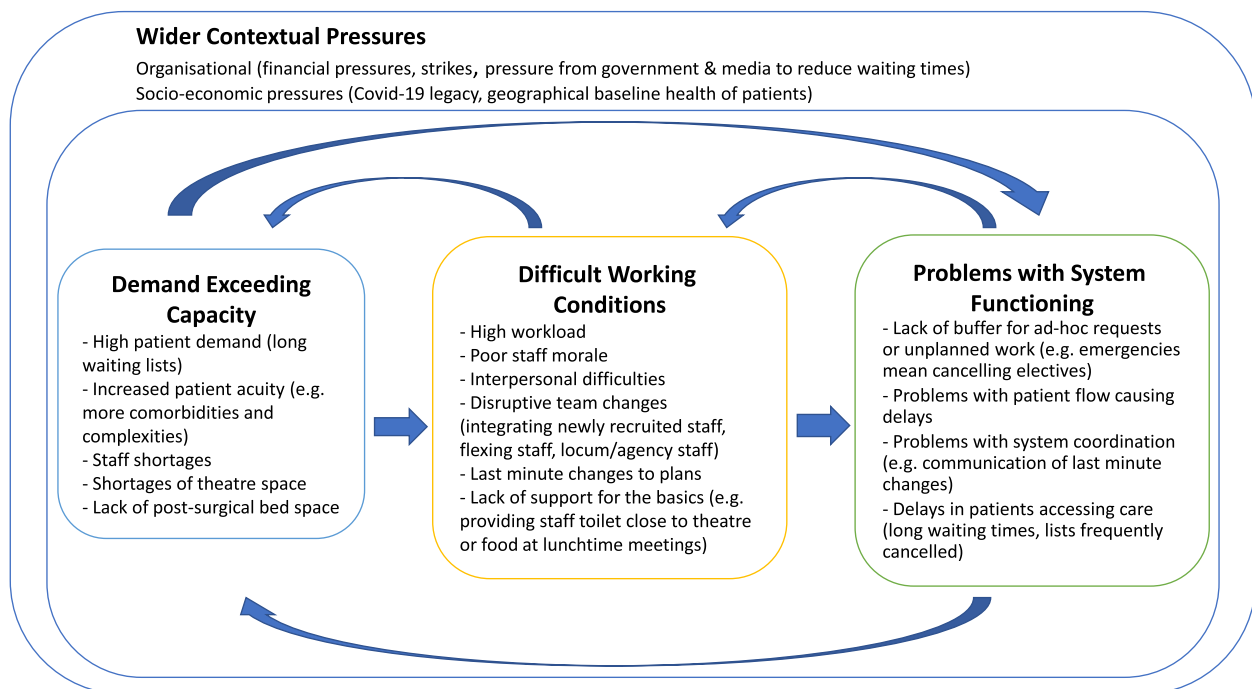 Wider Contextual Pressures
Organisational (financial pressures, strikes, pressure from government & media to reduce waiting times)
Socio-economic pressures (Covid-19 legacy, geographical baseline health of patients)
Demand Exceeding
Capacity
- High patient demand (long
waiting lists)
- Increased patient acuity (e.g.
more comorbidities and
complexities)
- Staff shortages
- Shortages of theatre space
- Lack of post-surgical bed space
Difficult Working
Conditions
- High workload
- Poor staff morale
- Interpersonal difficulties
- Disruptive team changes
(integrating newly recruited staff,
flexing staff, locum/agency staff)
- Last minute changes to plans
- Lack of support for the basics (e.g.
providing staff toilet close to theatre
or food at lunchtime meetings)
Problems with System
Functioning
- Lack of buffer for ad-hoc requests
or unplanned work (e.g. emergencies
mean cancelling electives)
- Problems with patient flow causing
delays
- Problems with system coordination
(e.g. communication of last minute
changes)
- Delays in patients accessing care
(long waiting times, lists frequently
cancelled)